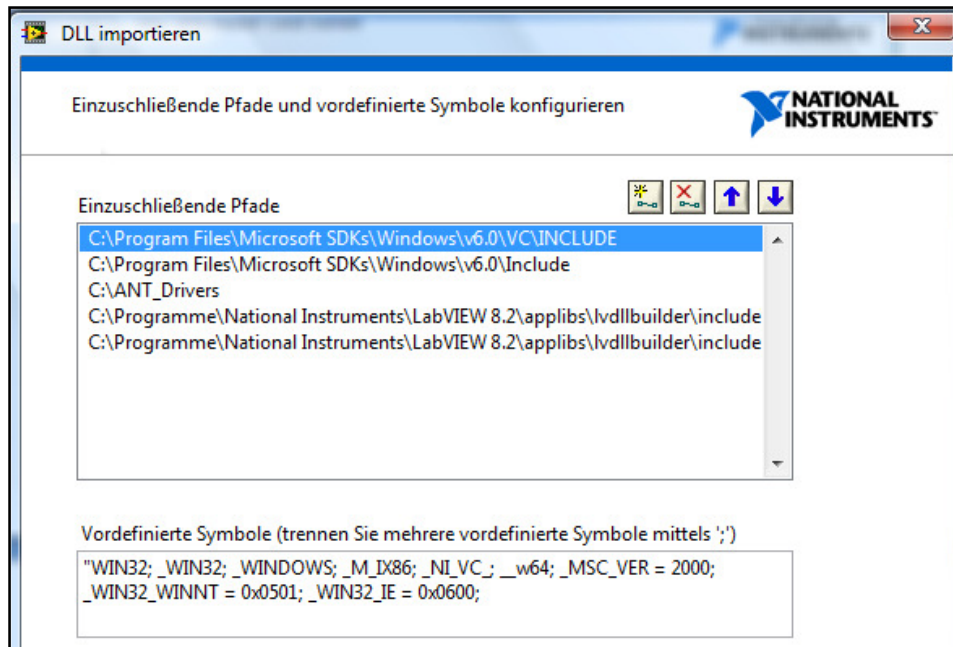 DLL importieren
Einzuschließende Pfade und vordefinierte Symbole konfigurieren
NATIONAL
INSTRUMENTS
Einzuschließende Pfade
C:\Program Files\Microsoft SDKs\Windows\v6.0\VC\INCLUDE
C:\Program Files\Microsoft SDKs\Windows\v6.0\Include
C:\ANT_Drivers
C:\Programme\National Instruments\LabVIEW 8.2\applibs\lvdllbuilder\include
C:\Programme\National Instruments\LabVIEW 8.2\applibs\lvdllbuilder\include
Vordefinierte Symbole (trennen Sie mehrere vordefinierte Symbole mittels ';')
"WIN32; _WIN32; _WINDOWS; _M_IX86; _NI_VC_; __w64; _MSC_VER = 2000;
_WIN32_WINNT = 0x0501; _WIN32_IE = 0x0600;